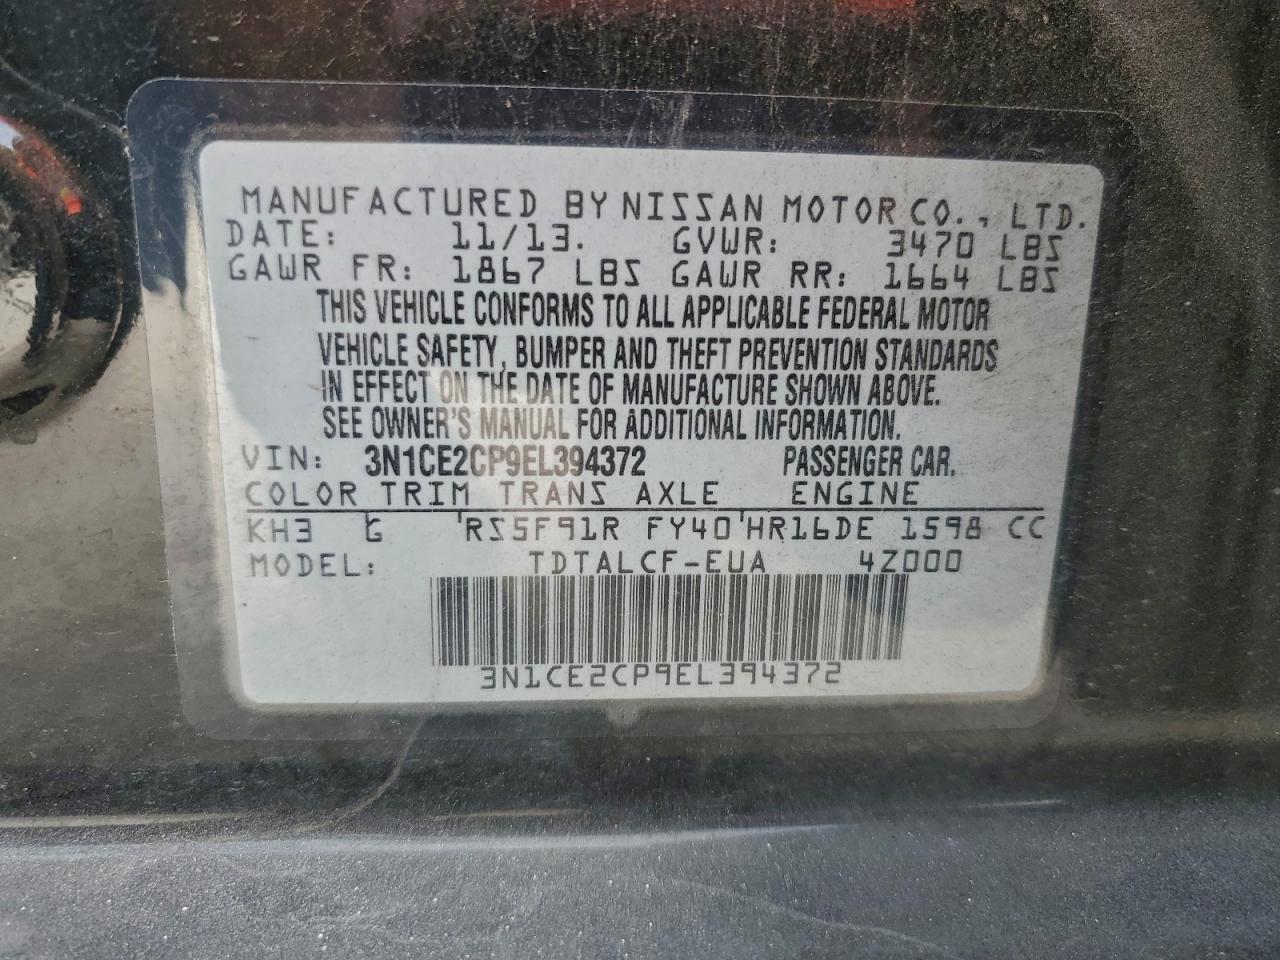 MANUFACTURED BY NISSAN MOTOR CO., LTD.
DATE: 11/13. GVWR: 3470 LBS
GAWR FR: 1867 LBS GAWR RR: 1664 LBS
THIS VEHICLE CONFORMS TO ALL APPLICABLE FEDERAL MOTOR
VEHICLE SAFETY, BUMPER AND THEFT PREVENTION STANDARDS
IN EFFECT ON THE DATE OF MANUFACTURE SHOWN ABOVE.
SEE OWNER'S MANUAL FOR ADDITIONAL INFORMATION.
VIN: 3N1CE2CP9EL394372 PASSENGER CAR.
COLOR TRIM TRANS AXLE ENGINE
KH3 G RS5F91R FY40 HR16DE 1598 CC
MODEL: TDTALCF-EUA 4Z000
3N1CE2CP9EL394372